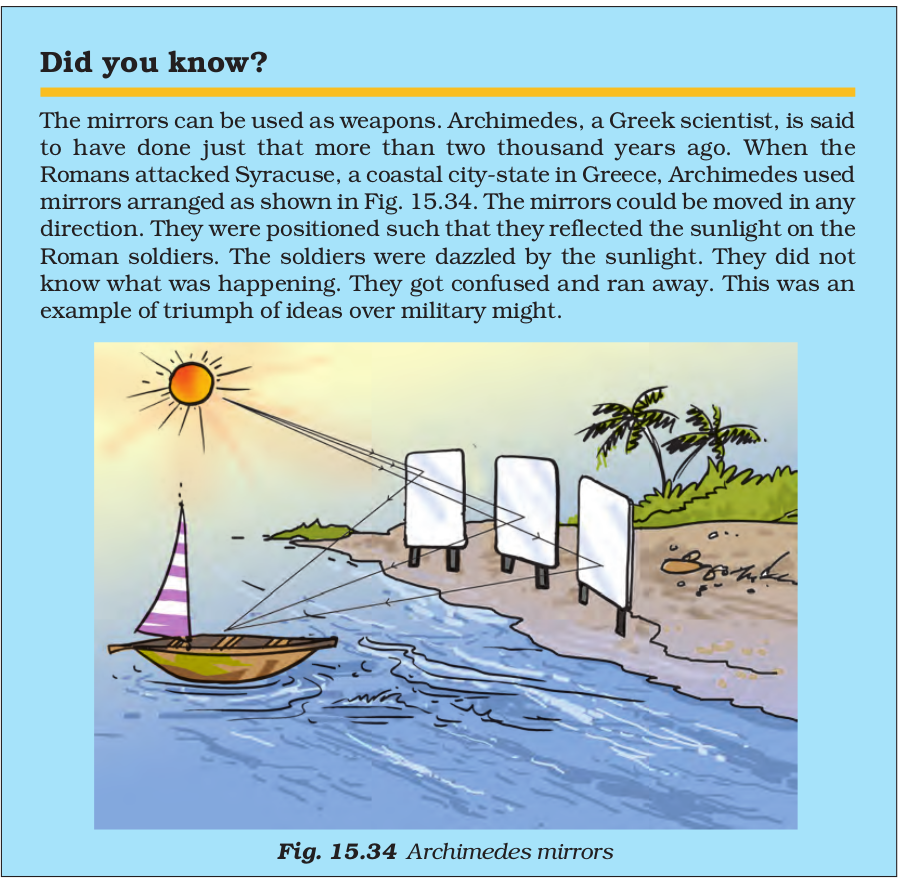 Did you know?
The mirrors can be used as weapons. Archimedes, a Greek scientist, is said
to have done just that more than two thousand years ago. When the
Romans attacked Syracuse, a coastal city-state in Greece, Archimedes used
mirrors arranged as shown in Fig. 15.34. The mirrors could be moved in any
direction. They were positioned such that they reflected the sunlight on the
Roman soldiers. The soldiers were dazzled by the sunlight. They did not
know what was happening. They got confused and ran away. This was an
example of triumph of ideas over military might.
Fig. 15.34 Archimedes mirrors